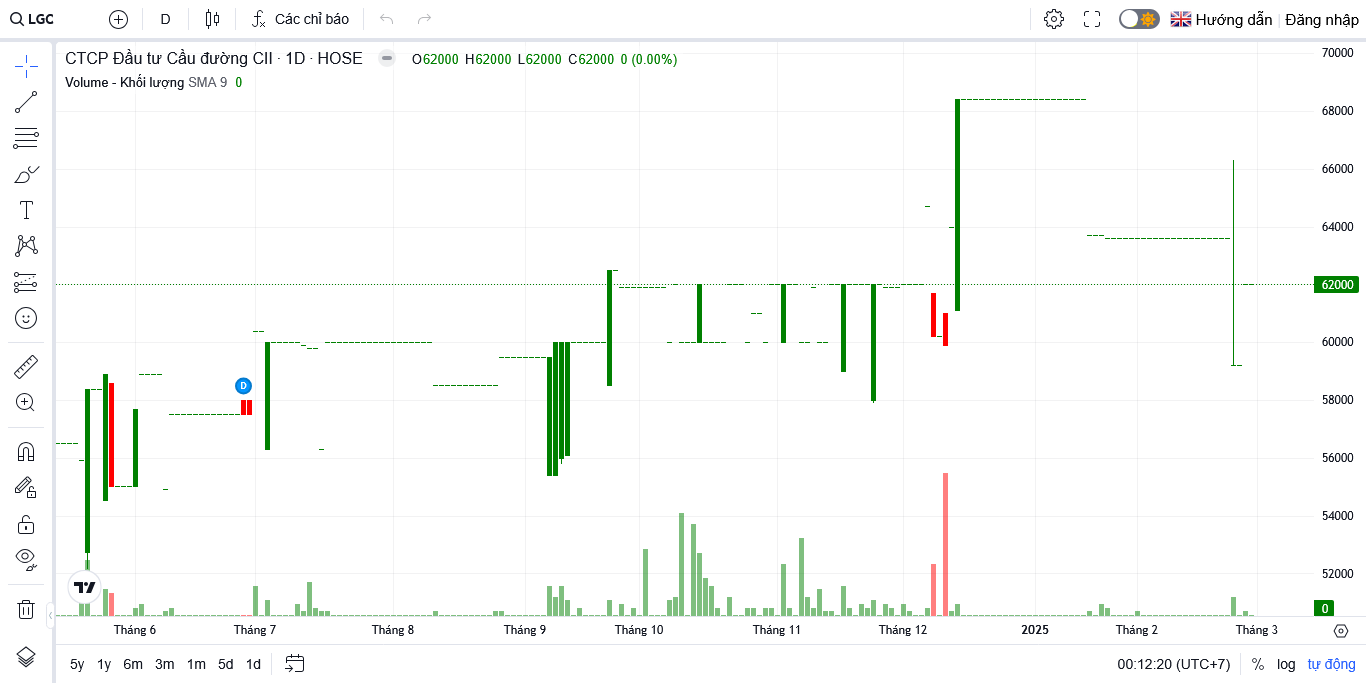 LGC D Các chỉ báo Hướng dẫn Đăng nhập
CTCP Đầu tư Cầu đường CII · 1D · HOSE O62000 H62000 L62000 C62000 0 (0.00%)
Volume - Khối lượng SMA 9 0
70000
68000
66000
64000
62000
60000
58000
56000
54000
52000
0
D
Tháng 6 Tháng 7 Tháng 8 Tháng 9 Tháng 10 Tháng 11 Tháng 12 2025 Tháng 2 Tháng 3
5y 1y 6m 3m 1m 5d 1d 00:12:20 (UTC+7) % log tự động